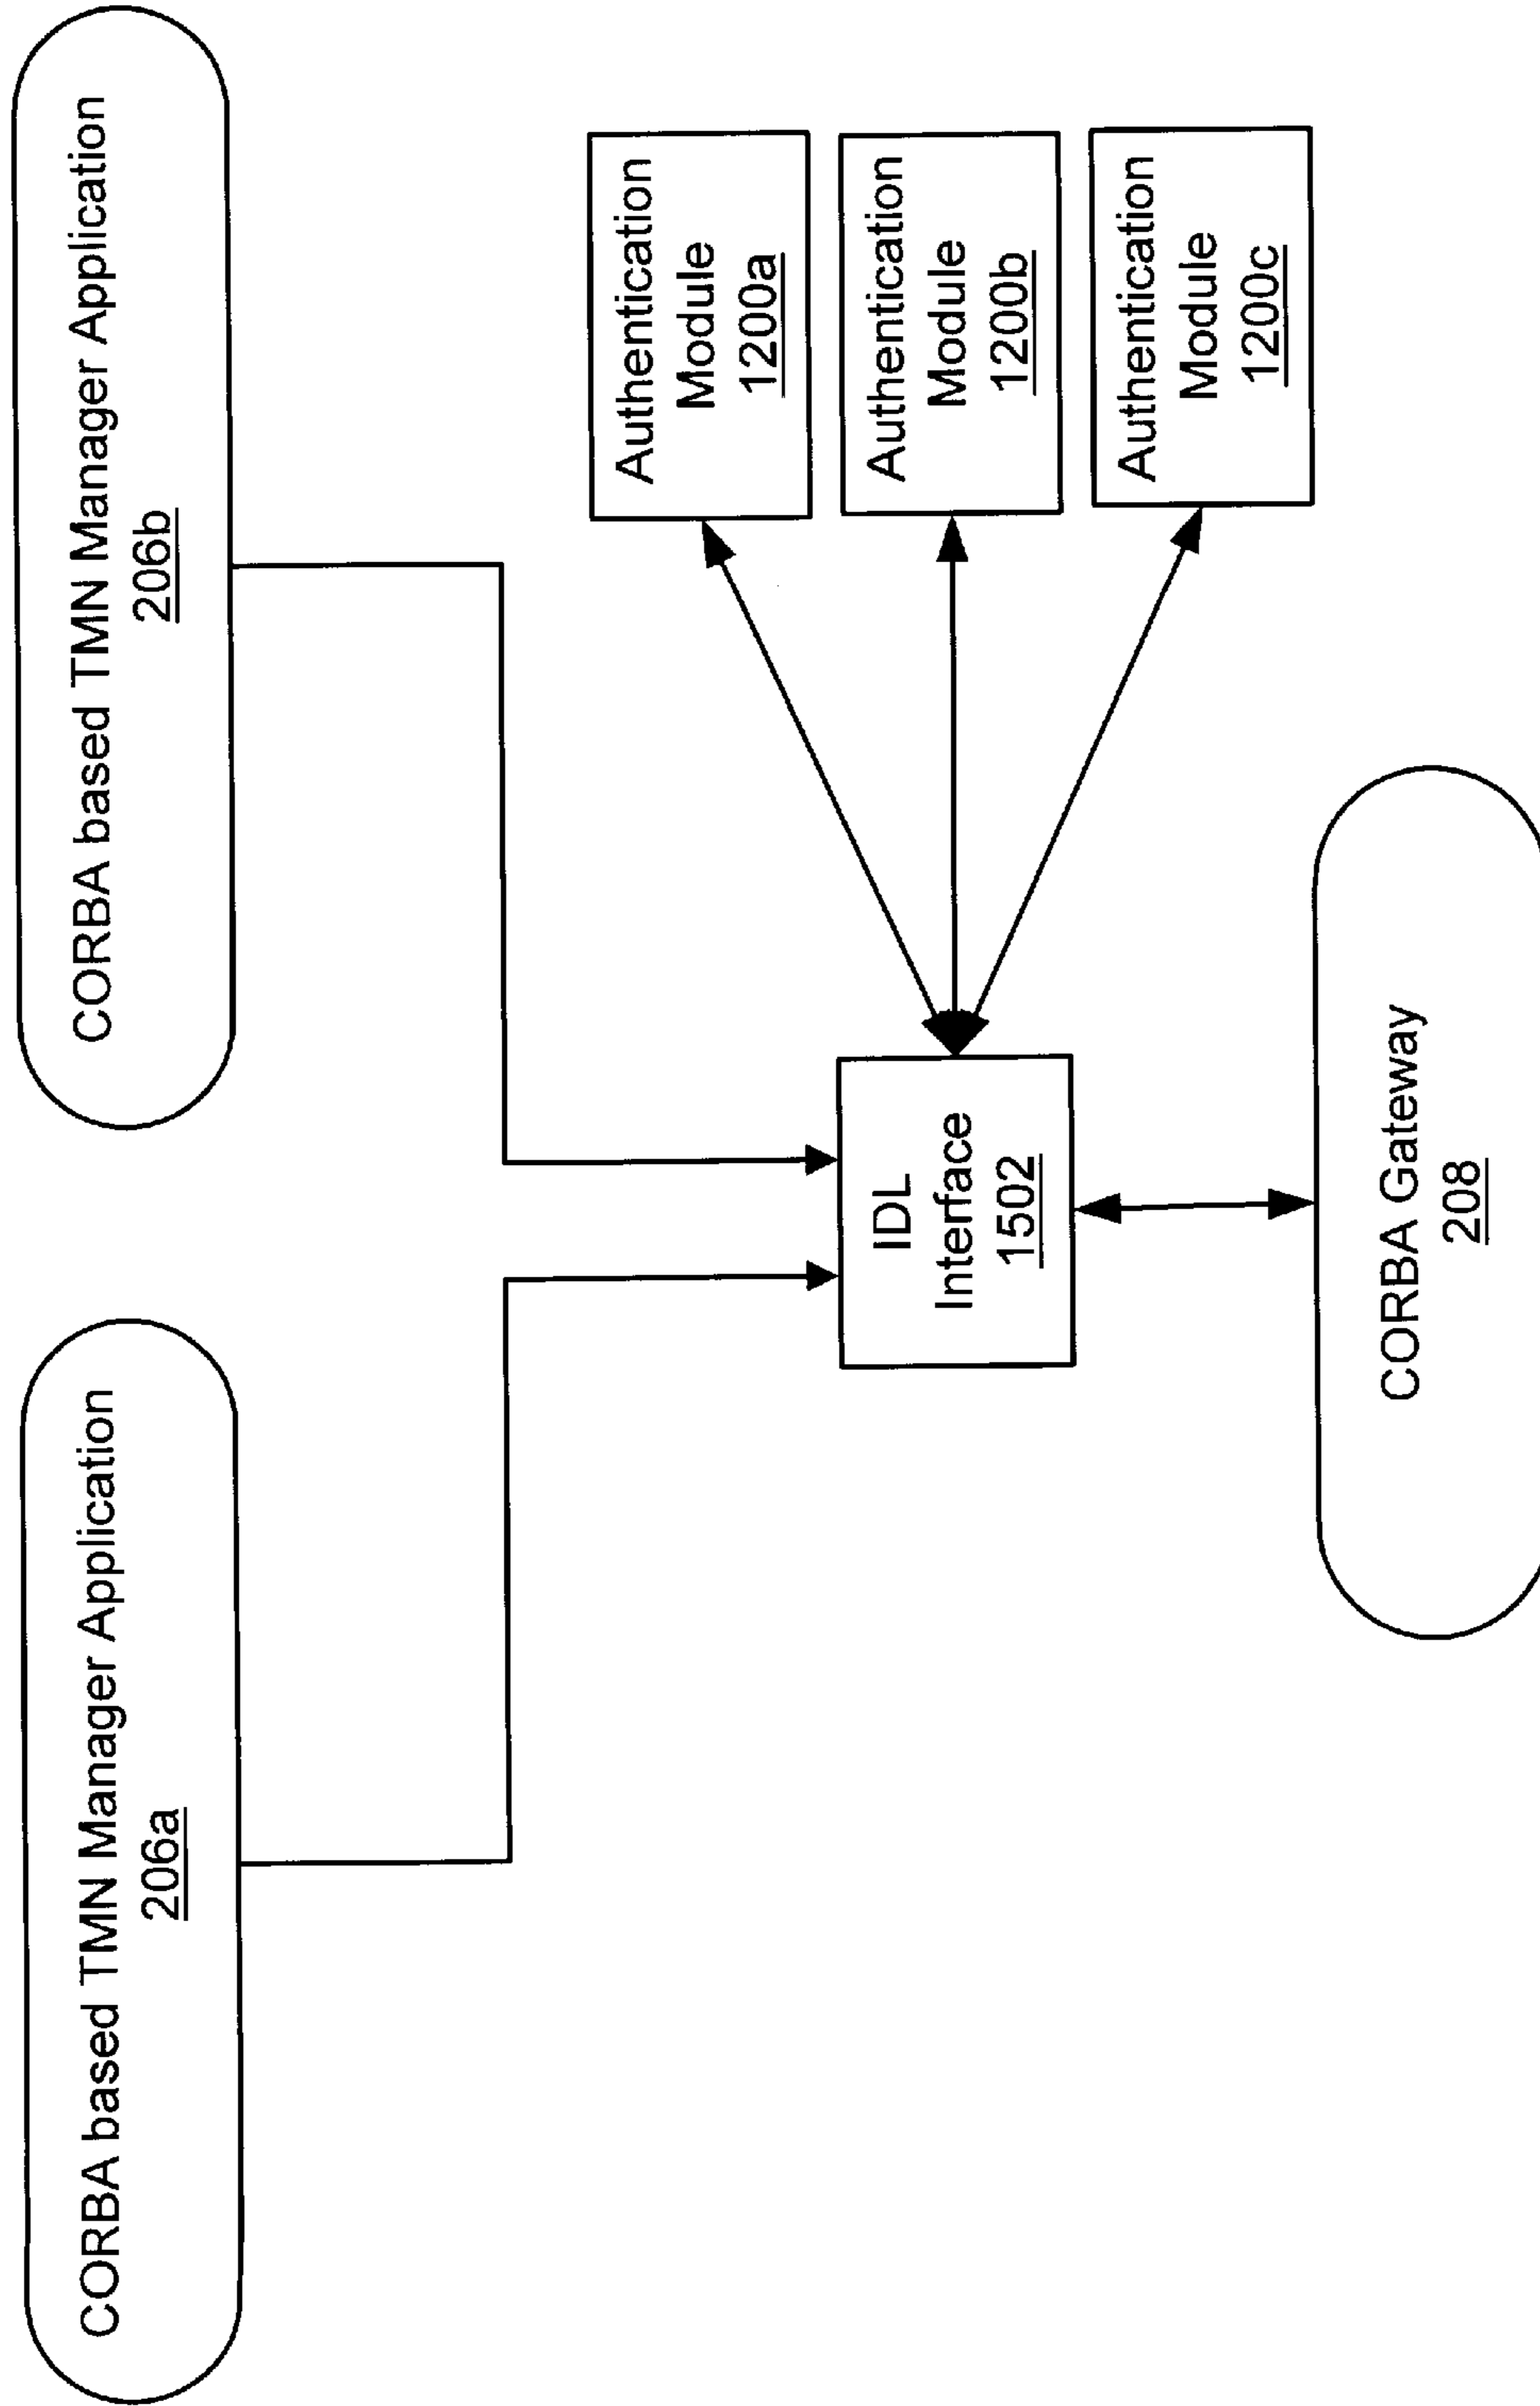 CORBA based TMN Manager Application
206a
CORBA based TMN Manager Application
206b
Authentication
Module
1200a
IDL
Interface
1502
Authentication
Module
1200b
Authentication
Module
1200c
CORBA Gateway
208